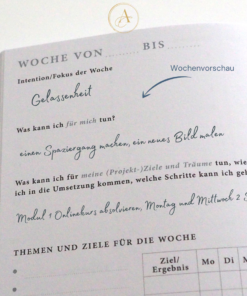 A
WOCHE VON ........ BIS ........
Intention/Fokus der Woche
Wochenvorschau
Gelassenheit
Was kann ich für mich tun?
einen Spaziergang machen, ein neues Bild malen
Was kann ich für meine (Projekt-)Ziele und Träume tun, wie
ich in die Umsetzung kommen, welche Schritte kann ich geh
Modul 1 Onlinekurs absolvieren, Montag und Mittwoch 2 S
THEMEN UND ZIELE FÜR DIE WOCHE
Ziel/ Mo Di M
Ergebnis